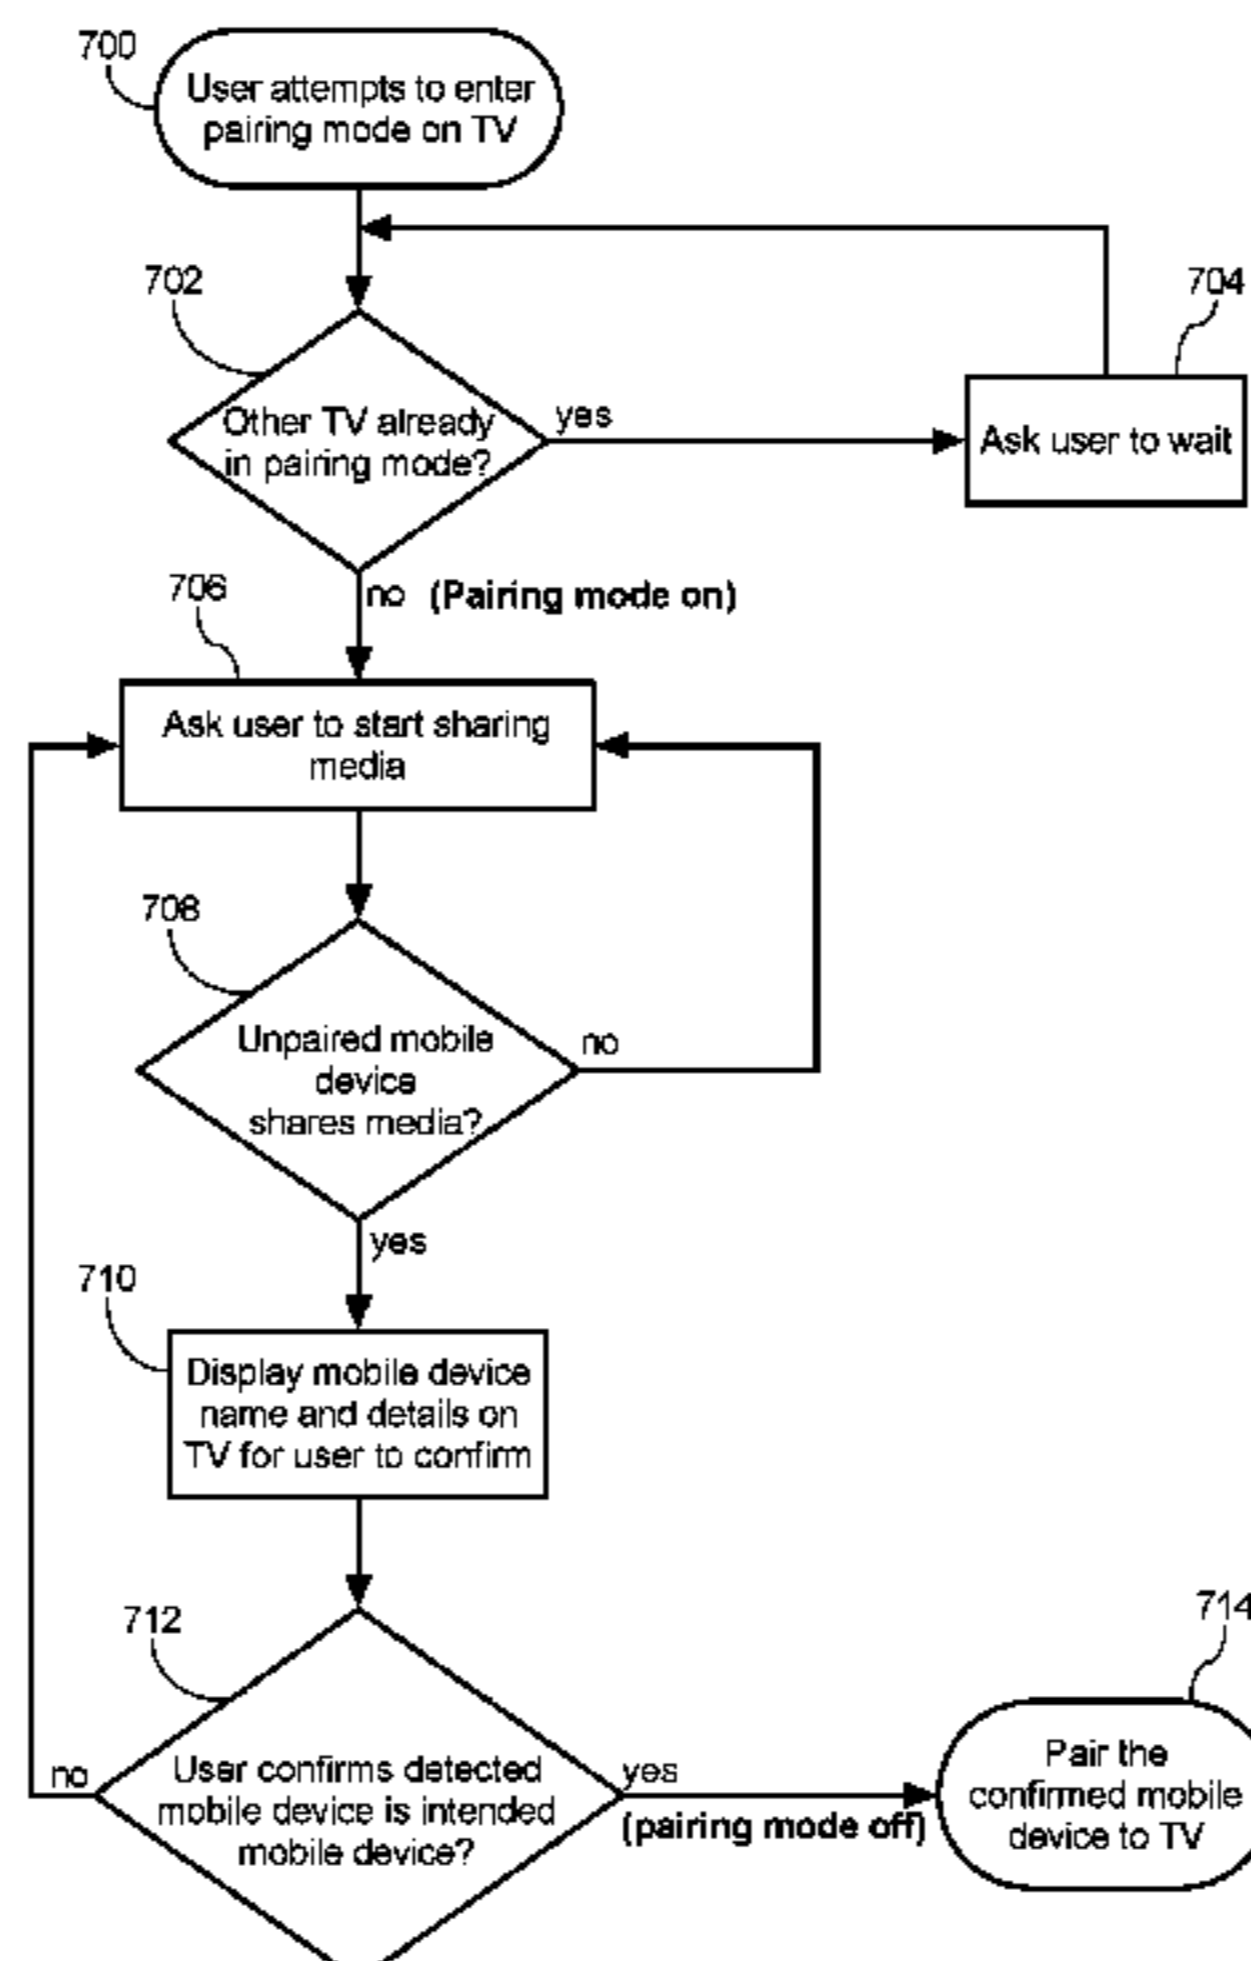 700
User attempts to enter
pairing mode on TV
702
704
Other TV already
in pairing mode?
yes
Ask user to wait
no (Pairing mode on)
706
Ask user to start sharing
media
708
Unpaired mobile
device
shares media?
no
yes
710
Display mobile device
name and details on
TV for user to confirm
712
714
no
User confirms detected
mobile device is intended
mobile device?
yes
(pairing mode off)
Pair the
confirmed mobile
device to TV